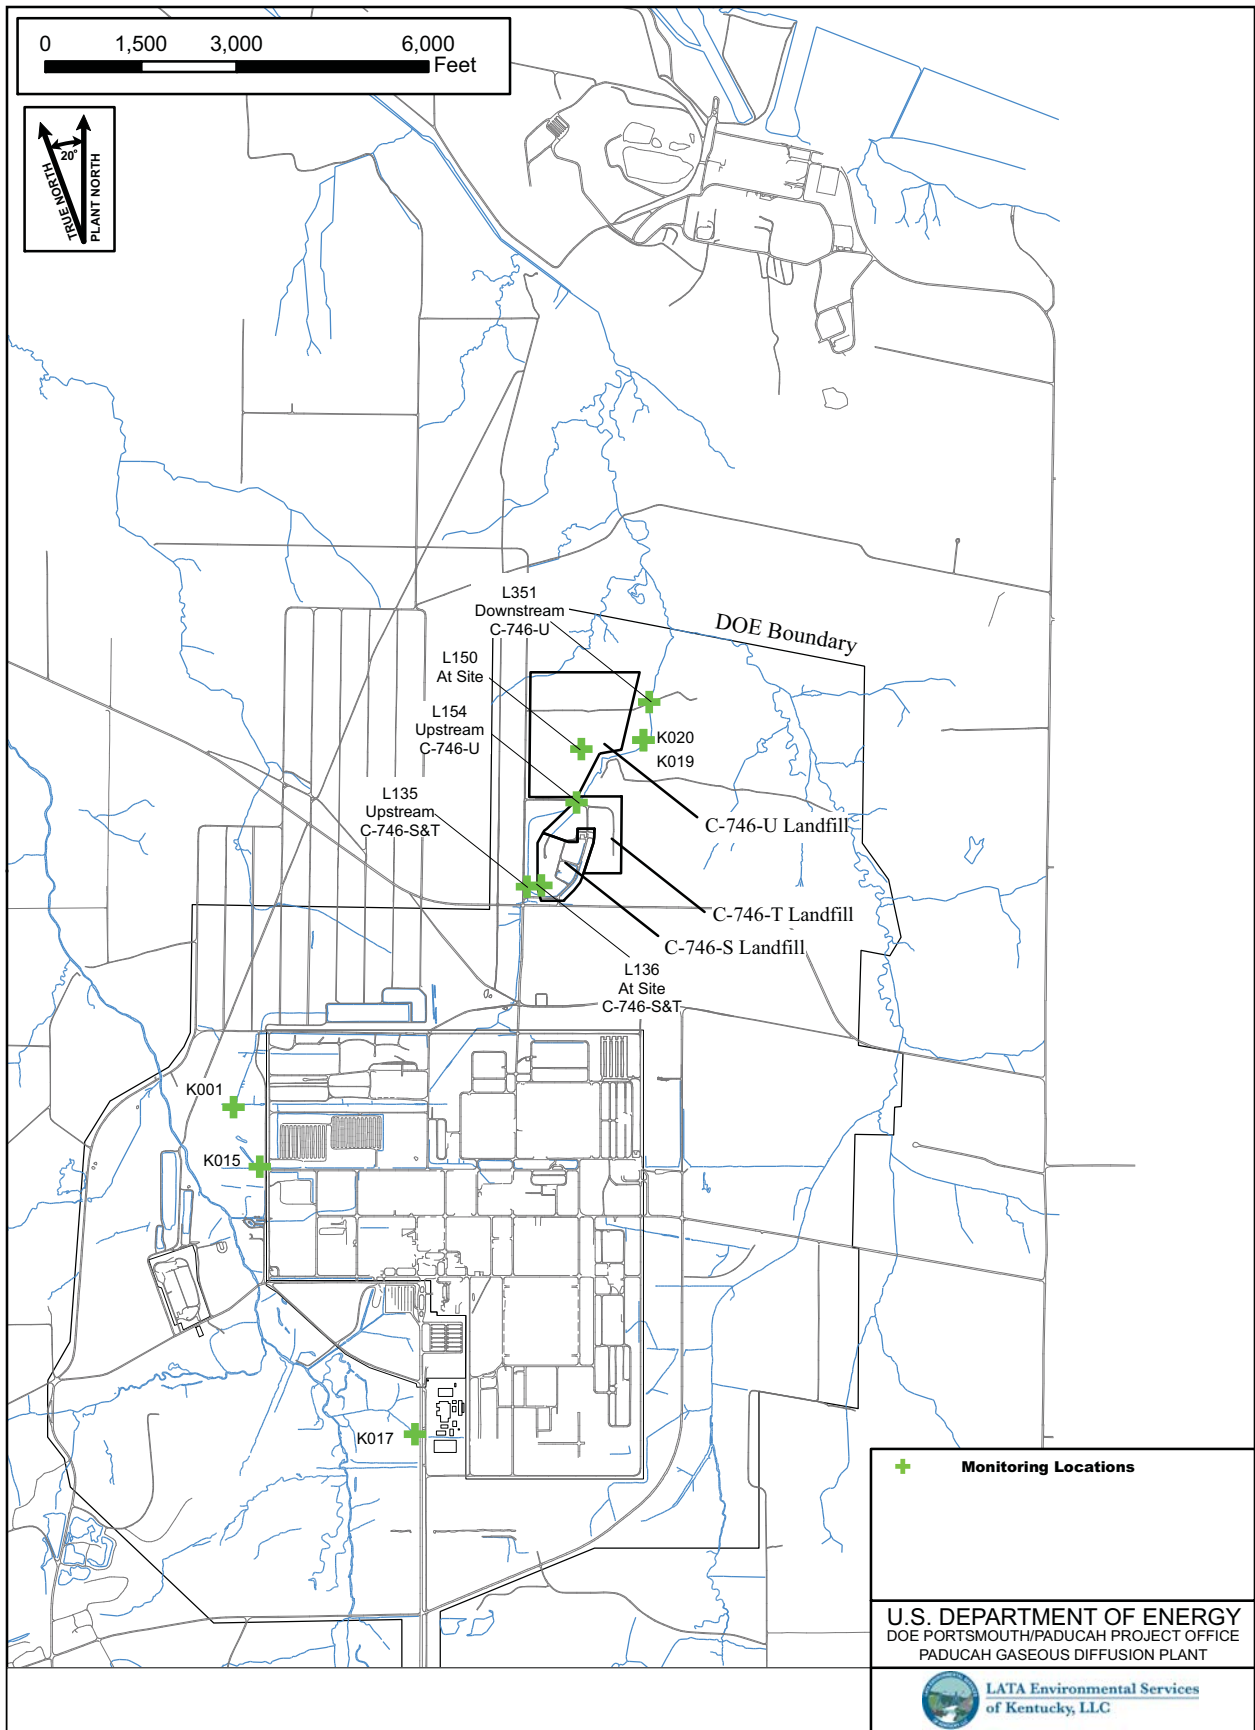 0 1,500 3,000 6,000
Feet
TRUE NORTH
20°
PLANT NORTH
L351
Downstream
C-746-U
DOE Boundary
L150
At Site
L154
Upstream
C-746-U
K020
K019
L135
Upstream
C-746-S&T
C-746-U Landfill
C-746-T Landfill
C-746-S Landfill
L136
At Site
C-746-S&T
K001
K015
K017
Monitoring Locations
U.S. DEPARTMENT OF ENERGY
DOE PORTSMOUTH/PADUCAH PROJECT OFFICE
PADUCAH GASEOUS DIFFUSION PLANT
LATA Environmental Services
of Kentucky, LLC